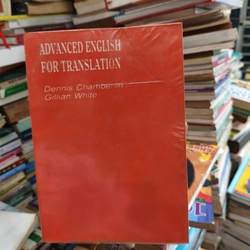 ADVANCED ENGLISH
FOR TRANSLATION
Dennis Chamberlin
Gillian White